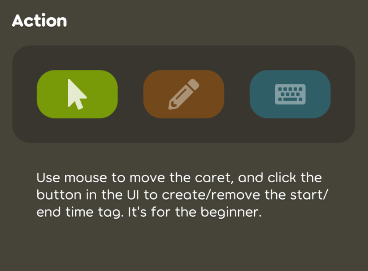 Action
Use mouse to move the caret, and click the
button in the UI to create/remove the start/
end time tag. It's for the beginner.